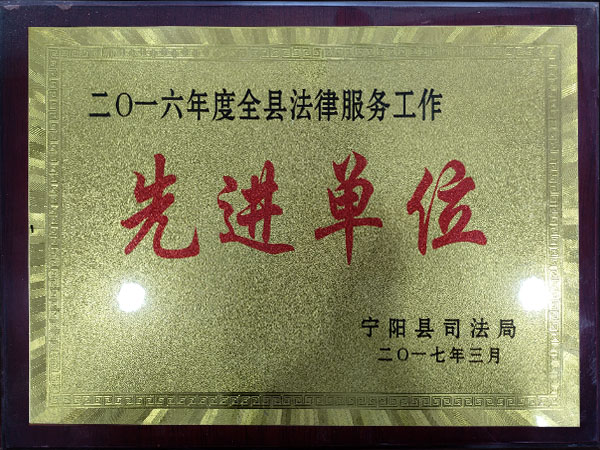 二〇一六年度全县法律服务工作
先进单位
宁阳县司法局
二〇一七年三月